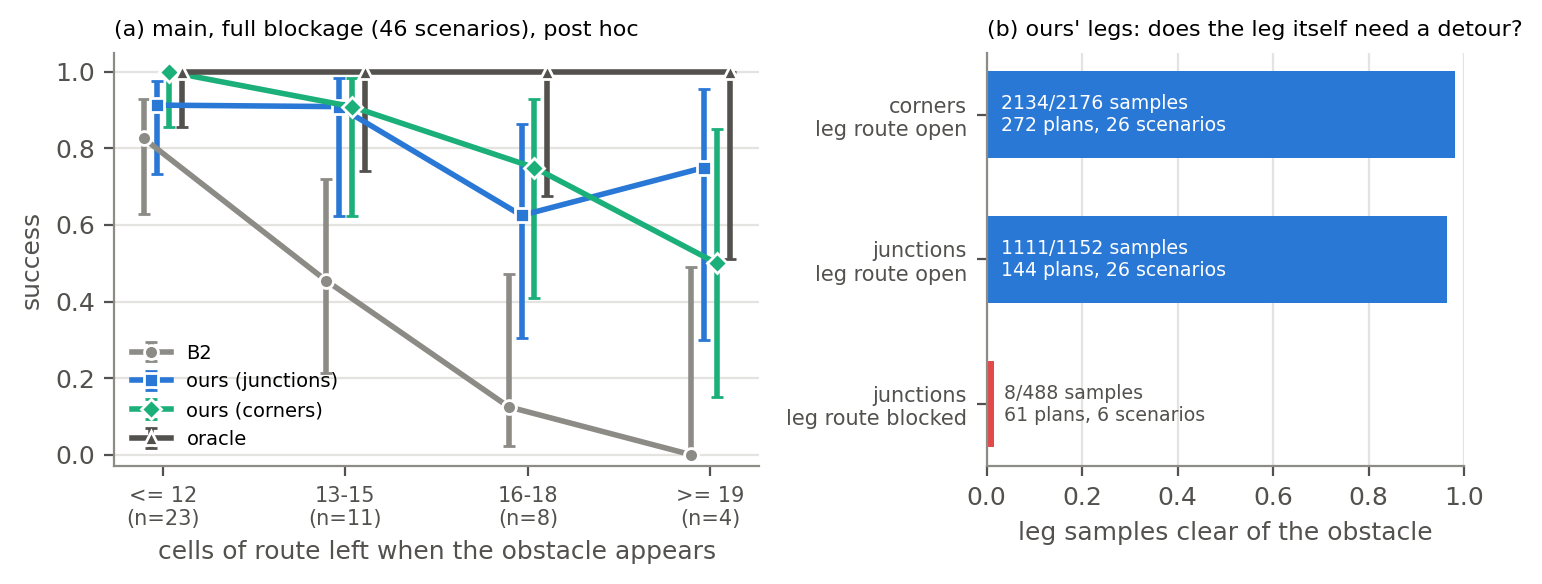 (a) main, full blockage (46 scenarios), post hoc
success
1.0
0.8
0.6
0.4
0.2
0.0
B2
ours (junctions)
ours (corners)
oracle
<= 12
(n=23)
13-15
(n=11)
16-18
(n=8)
>= 19
(n=4)
cells of route left when the obstacle appears
(b) ours' legs: does the leg itself need a detour?
corners
leg route open
2134/2176 samples
272 plans, 26 scenarios
junctions
leg route open
1111/1152 samples
144 plans, 26 scenarios
junctions
leg route blocked
8/488 samples
61 plans, 6 scenarios
0.0
0.2
0.4
0.6
0.8
1.0
leg samples clear of the obstacle